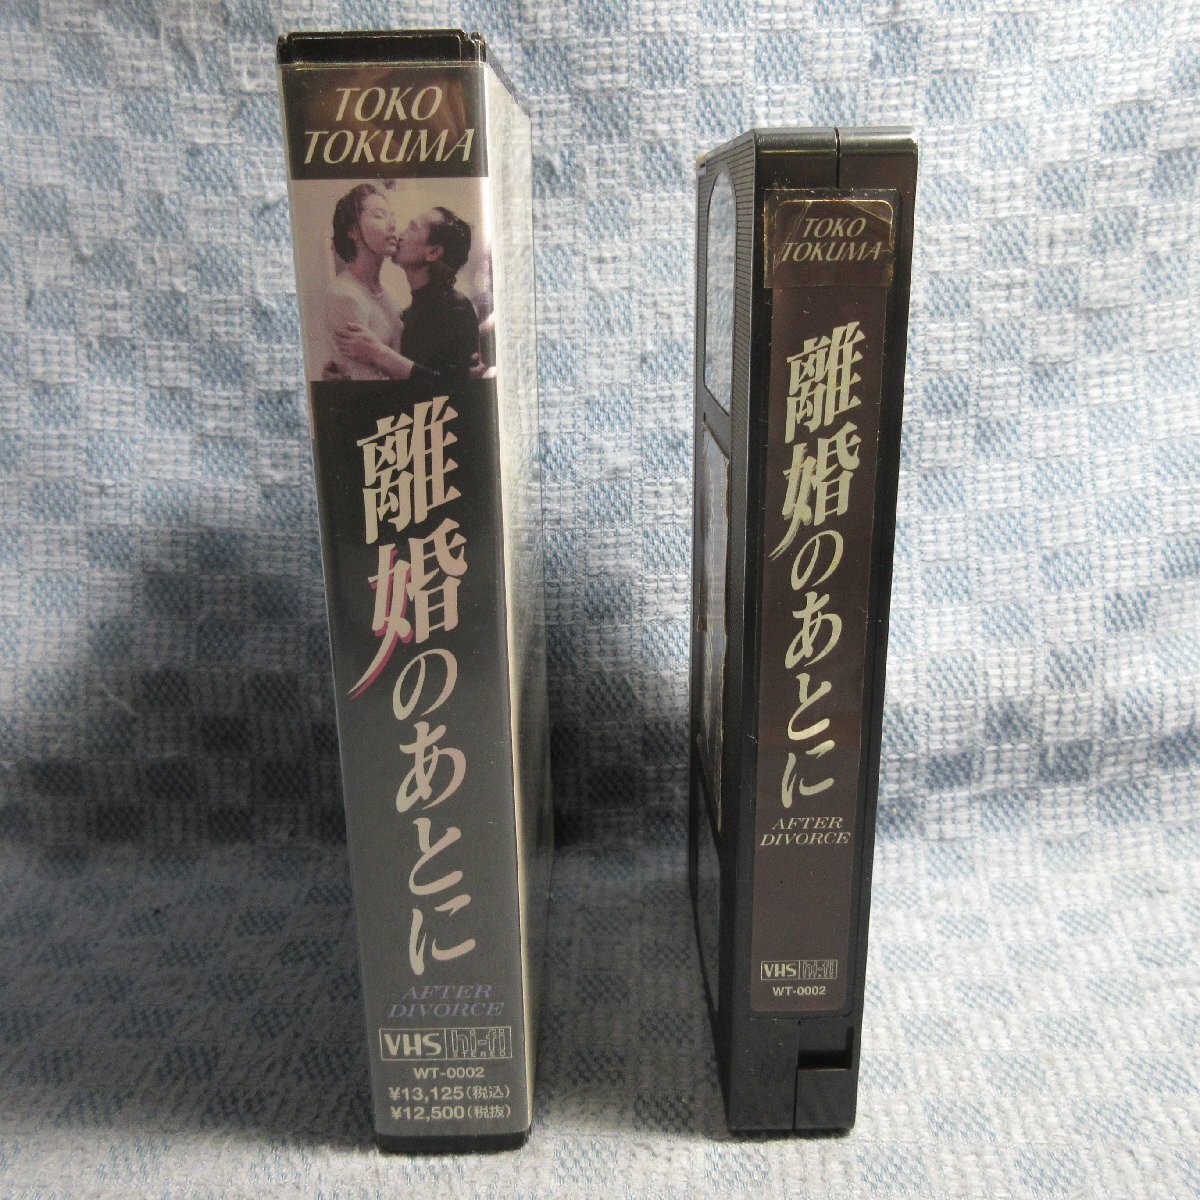 TOKO
TOKUMA
離婚のあとに
AFTER
DIVORCE
VHS hi-fi
STEREO
WT-0002
¥13,125(税込)
¥12,500(税抜)
TOKO
TOKUMA
離婚のあとに
AFTER
DIVORCE
VHS hi-fi
WT-0002